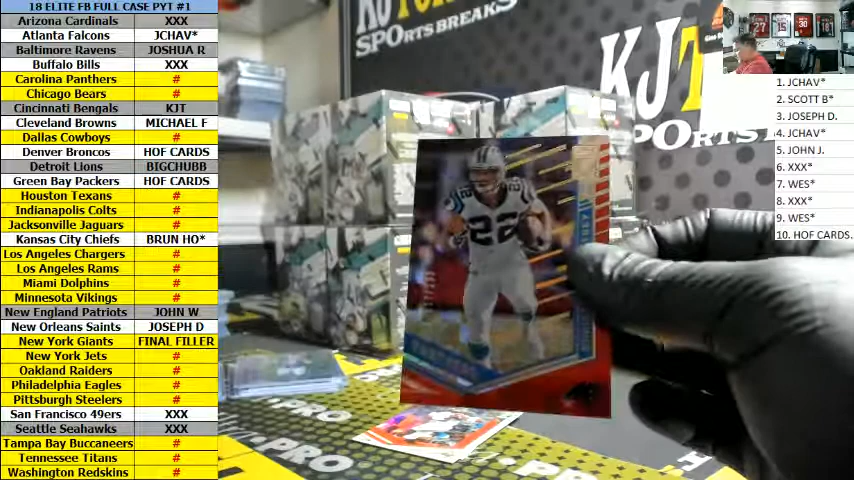 18 ELITE FB FULL CASE PYT #1
Arizona Cardinals XXX
Atlanta Falcons JCHAV*
Baltimore Ravens JOSHUA R
Buffalo Bills XXX
Carolina Panthers #
Chicago Bears #
Cincinnati Bengals KJT
Cleveland Browns MICHAEL F
Dallas Cowboys #
Denver Broncos HOF CARDS
Detroit Lions BIGCHUBB
Green Bay Packers HOF CARDS
Houston Texans #
Indianapolis Colts #
Jacksonville Jaguars #
Kansas City Chiefs BRUN HO*
Los Angeles Chargers #
Los Angeles Rams #
Miami Dolphins #
Minnesota Vikings #
New England Patriots JOHN W
New Orleans Saints JOSEPH D
New York Giants FINAL FILLER
New York Jets #
Oakland Raiders #
Philadelphia Eagles #
Pittsburgh Steelers #
San Francisco 49ers XXX
Seattle Seahawks XXX
Tampa Bay Buccaneers #
Tennessee Titans #
Washington Redskins #
SPORTS BREAKS
KJT
SPORTS
22
PRO
PRO
1. JCHAV*
2. SCOTT B*
3. JOSEPH D.
4. JCHAV*
5. JOHN J.
6. XXX*
7. WES*
8. XXX*
9. WES*
10. HOF CARDS.